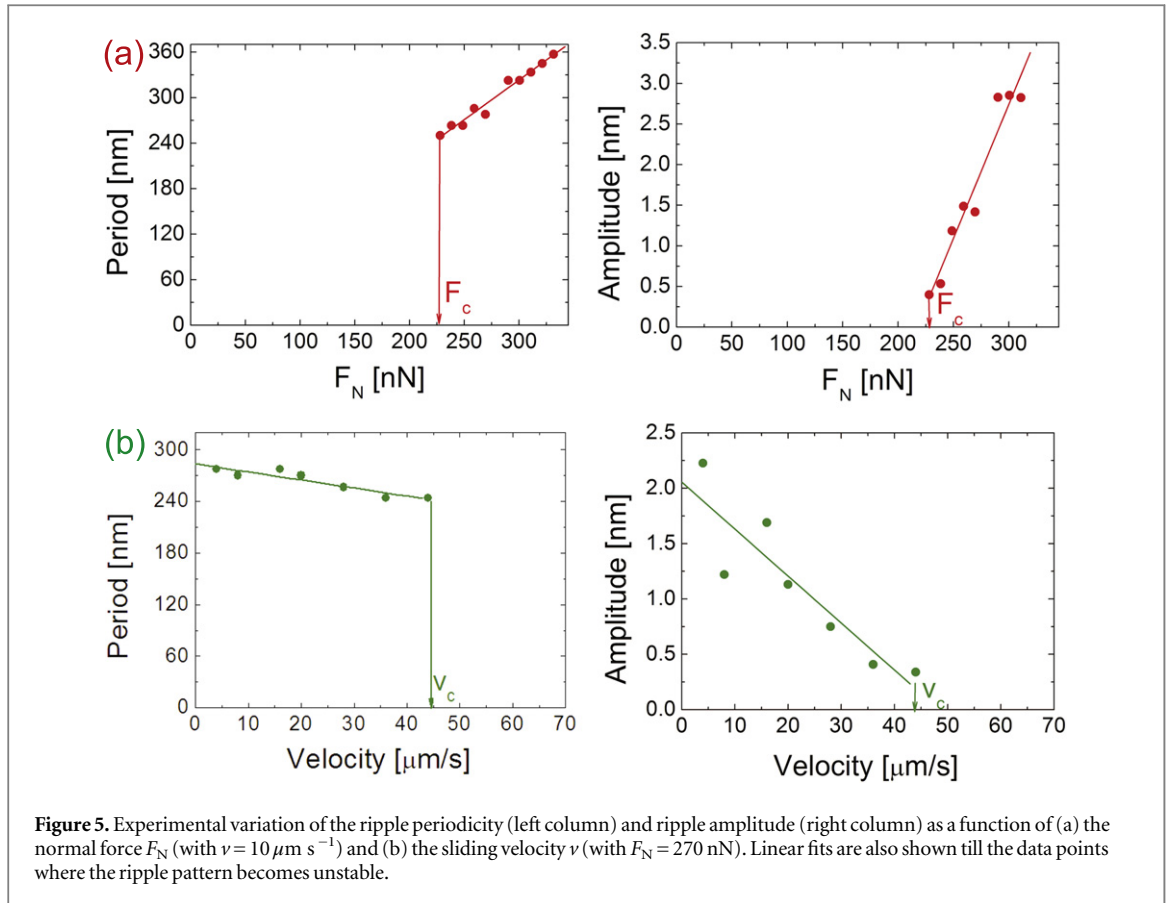 (a)
Period [nm]
360
300
240
180
120
60
0
F_c
0 50 100 150 200 250 300
F_N [nN]
Amplitude [nm]
3.5
3.0
2.5
2.0
1.5
1.0
0.5
0.0
F_c
0 50 100 150 200 250 300
F_N [nN]
(b)
Period [nm]
300
240
180
120
60
0
v_c
0 10 20 30 40 50 60 70
Velocity [μm/s]
Amplitude [nm]
2.5
2.0
1.5
1.0
0.5
0.0
v_c
0 10 20 30 40 50 60 70
Velocity [μm/s]
Figure 5. Experimental variation of the ripple periodicity (left column) and ripple amplitude (right column) as a function of (a) the
normal force F_N (with v = 10 μm s⁻¹) and (b) the sliding velocity v (with F_N = 270 nN). Linear fits are also shown till the data points
where the ripple pattern becomes unstable.